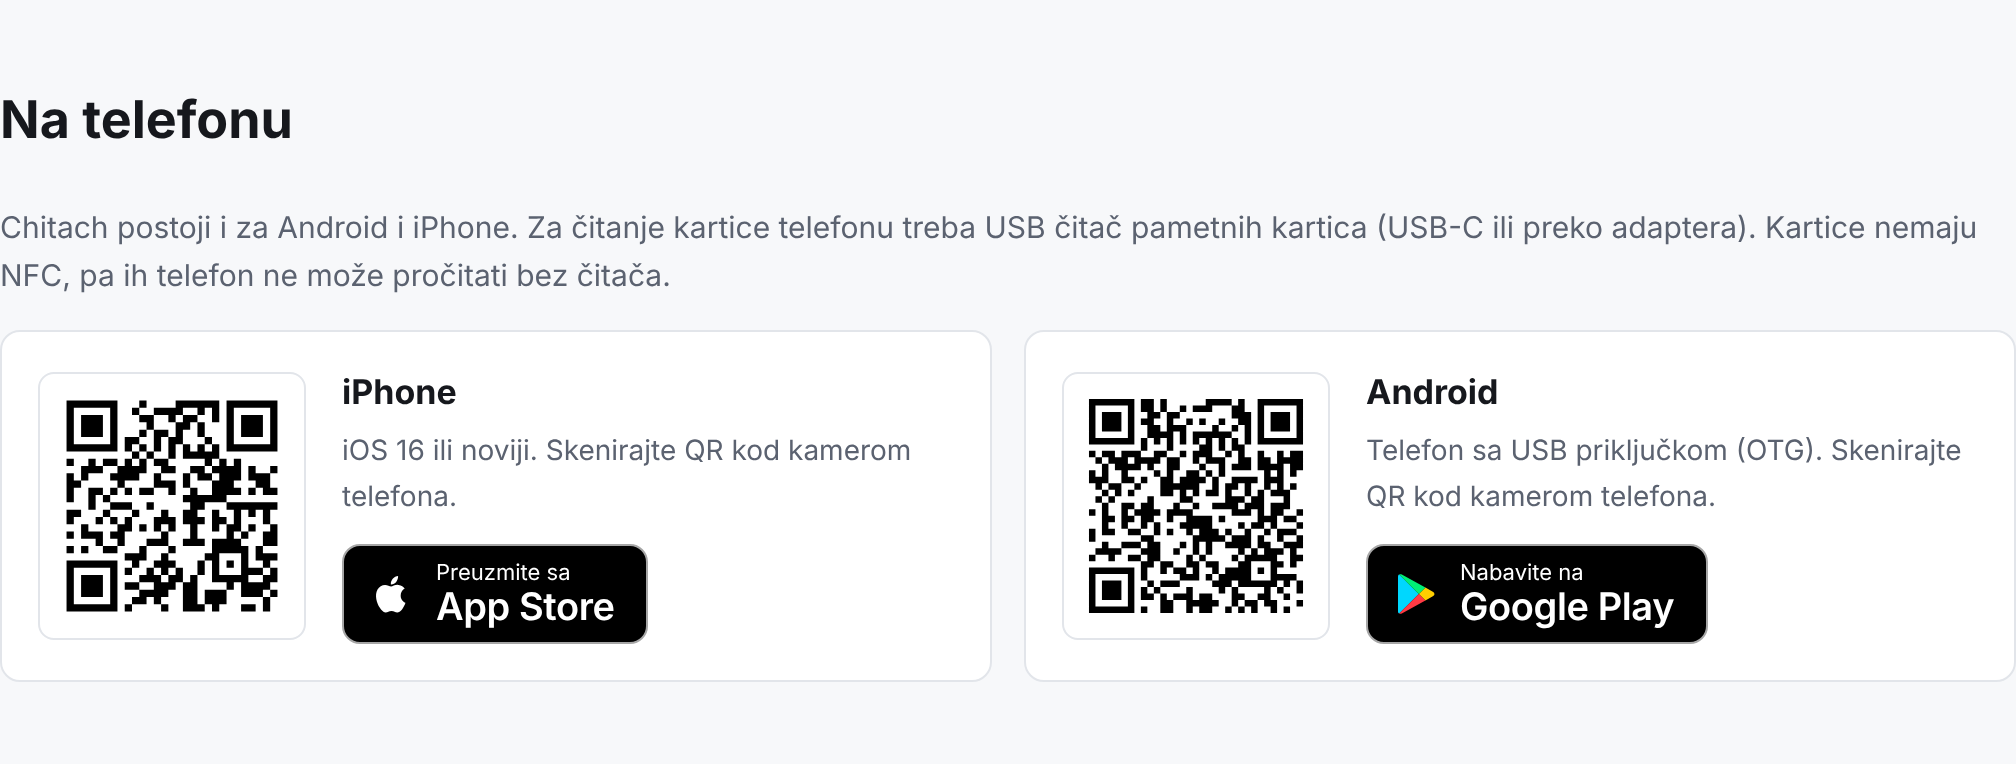 Na telefonu
Chitach postoji i za Android i iPhone. Za čitanje kartice telefonu treba USB čitač pametnih kartica (USB-C ili preko adaptera). Kartice nemaju
NFC, pa ih telefon ne može pročitati bez čitača.
iPhone
iOS 16 ili noviji. Skenirajte QR kod kamerom
telefona.
Preuzmite sa
App Store
Android
Telefon sa USB priključkom (OTG). Skenirajte
QR kod kamerom telefona.
Nabavite na
Google Play